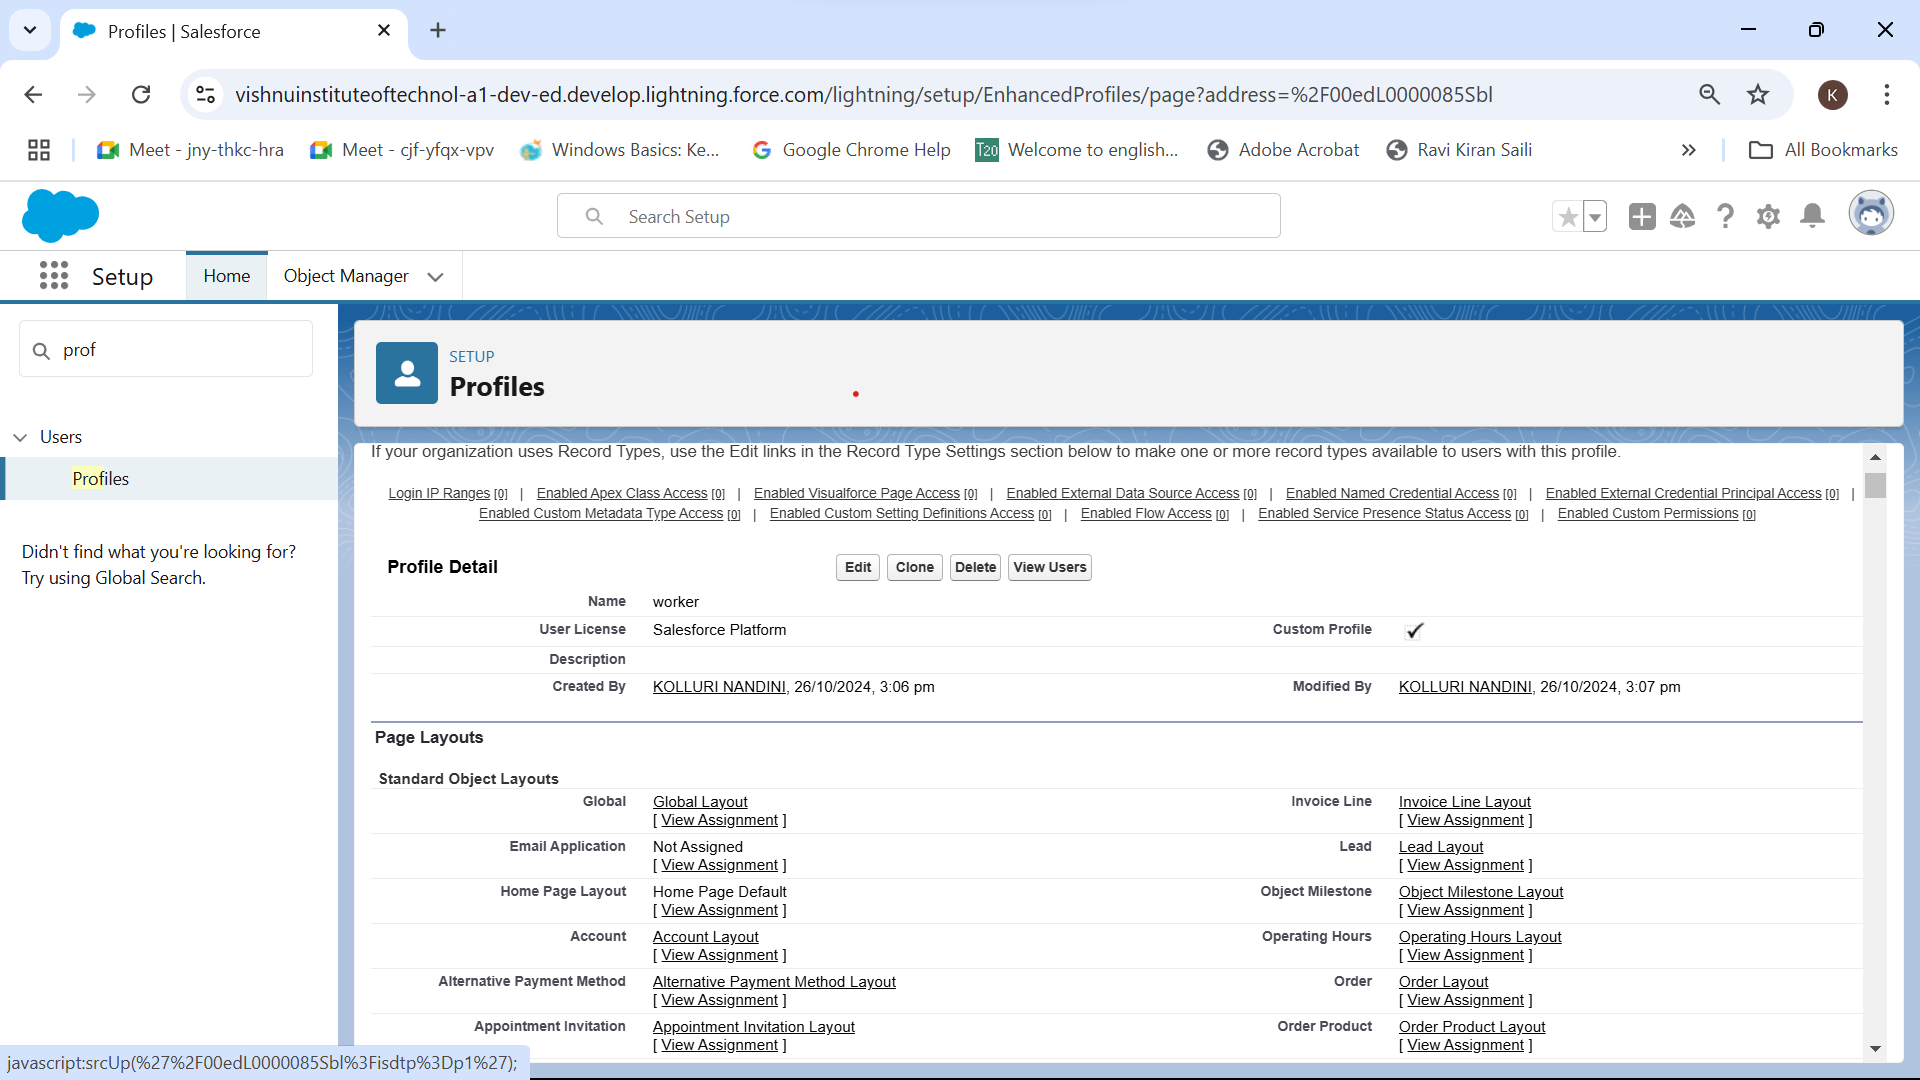 Profiles | Salesforce
vishnuinstituteoftechnol-a1-dev-ed.develop.lightning.force.com/lightning/setup/EnhancedProfiles/page?address=%2F00edL0000085Sbl
K
Meet - jny-thkc-hra
Meet - cjf-yfqx-vpv
Windows Basics: Ke...
Google Chrome Help
T20 Welcome to english...
Adobe Acrobat
Ravi Kiran Saili
All Bookmarks
Search Setup
Setup
Home
Object Manager
prof
Users
Profiles
Didn't find what you're looking for?
Try using Global Search.
SETUP
Profiles
If your organization uses Record Types, use the Edit links in the Record Type Settings section below to make one or more record types available to users with this profile.
Login IP Ranges [0] | Enabled Apex Class Access [0] | Enabled Visualforce Page Access [0] | Enabled External Data Source Access [0] | Enabled Named Credential Access [0] | Enabled External Credential Principal Access [0] |
Enabled Custom Metadata Type Access [0] | Enabled Custom Setting Definitions Access [0] | Enabled Flow Access [0] | Enabled Service Presence Status Access [0] | Enabled Custom Permissions [0]
Profile Detail
Edit Clone Delete View Users
Name worker
User License Salesforce Platform Custom Profile
Description
Created By KOLLURI NANDINI, 26/10/2024, 3:06 pm Modified By KOLLURI NANDINI, 26/10/2024, 3:07 pm
Page Layouts
Standard Object Layouts
Global Global Layout Invoice Line Invoice Line Layout
[ View Assignment ] [ View Assignment ]
Email Application Not Assigned Lead Lead Layout
[ View Assignment ] [ View Assignment ]
Home Page Layout Home Page Default Object Milestone Object Milestone Layout
[ View Assignment ] [ View Assignment ]
Account Account Layout Operating Hours Operating Hours Layout
[ View Assignment ] [ View Assignment ]
Alternative Payment Method Alternative Payment Method Layout Order Order Layout
[ View Assignment ] [ View Assignment ]
Appointment Invitation Appointment Invitation Layout Order Product Order Product Layout
[ View Assignment ] [ View Assignment ]
javascript:srcUp(%27%2F00edL0000085Sbl%3Fisdtp%3Dp1%27);